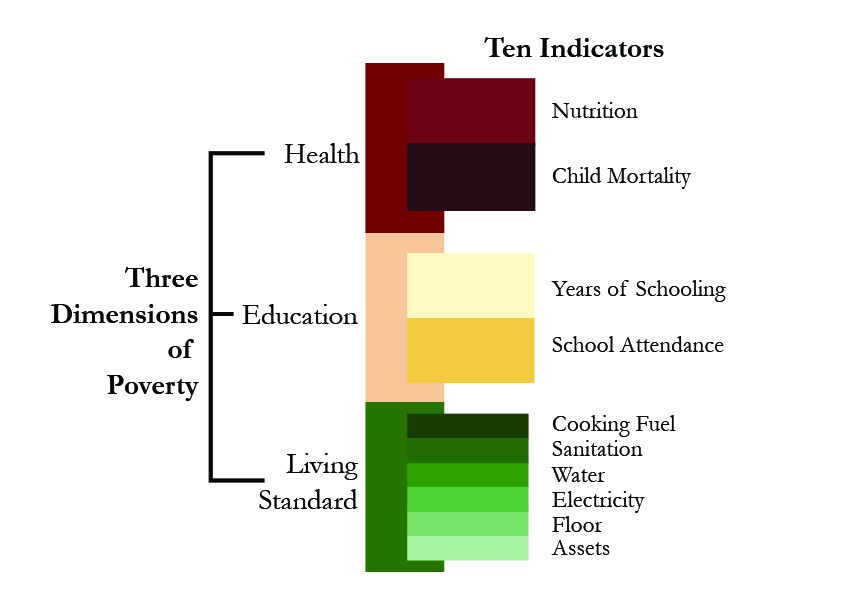 Ten Indicators
Health
Nutrition
Child Mortality
Three
Dimensions
of
Poverty
Education
Years of Schooling
School Attendance
Living
Standard
Cooking Fuel
Sanitation
Water
Electricity
Floor
Assets